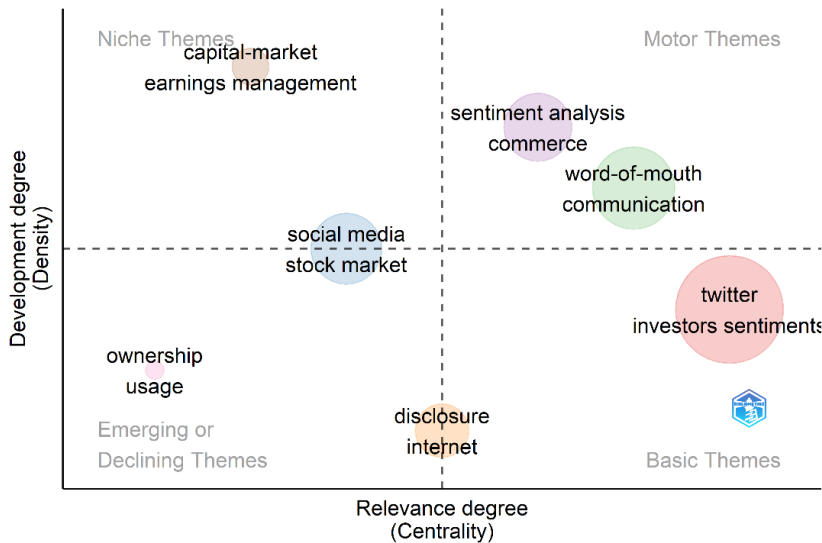 Niche Themes
Motor Themes
capital-market
earnings management
sentiment analysis
commerce
word-of-mouth
communication
social media
stock market
twitter
investors sentiments
ownership
usage
disclosure
internet
Emerging or
Declining Themes
Basic Themes
Development degree
(Density)
Relevance degree
(Centrality)